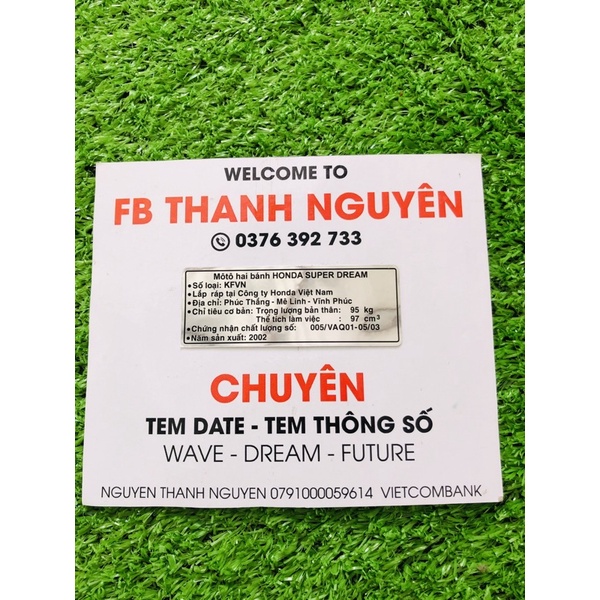 WELCOME TO
FB THANH NGUYÊN
0376 392 733
Môtô hai bánh HONDA SUPER DREAM
•Số loại: KFVN
•Lắp ráp tại Công ty Honda Việt Nam
•Địa chỉ: Phúc Thắng - Mê Linh - Vĩnh Phúc
•Chỉ tiêu cơ bản: Trọng lượng bản thân: 95 kg
Thể tích làm việc : 97 cm³
•Chứng nhận chất lượng số: 005/VAQ01-05/03
•Năm sản xuất: 2002
CHUYÊN
TEM DATE - TEM THÔNG SỐ
WAVE - DREAM - FUTURE
NGUYEN THANH NGUYEN 0791000059614 VIETCOMBANK